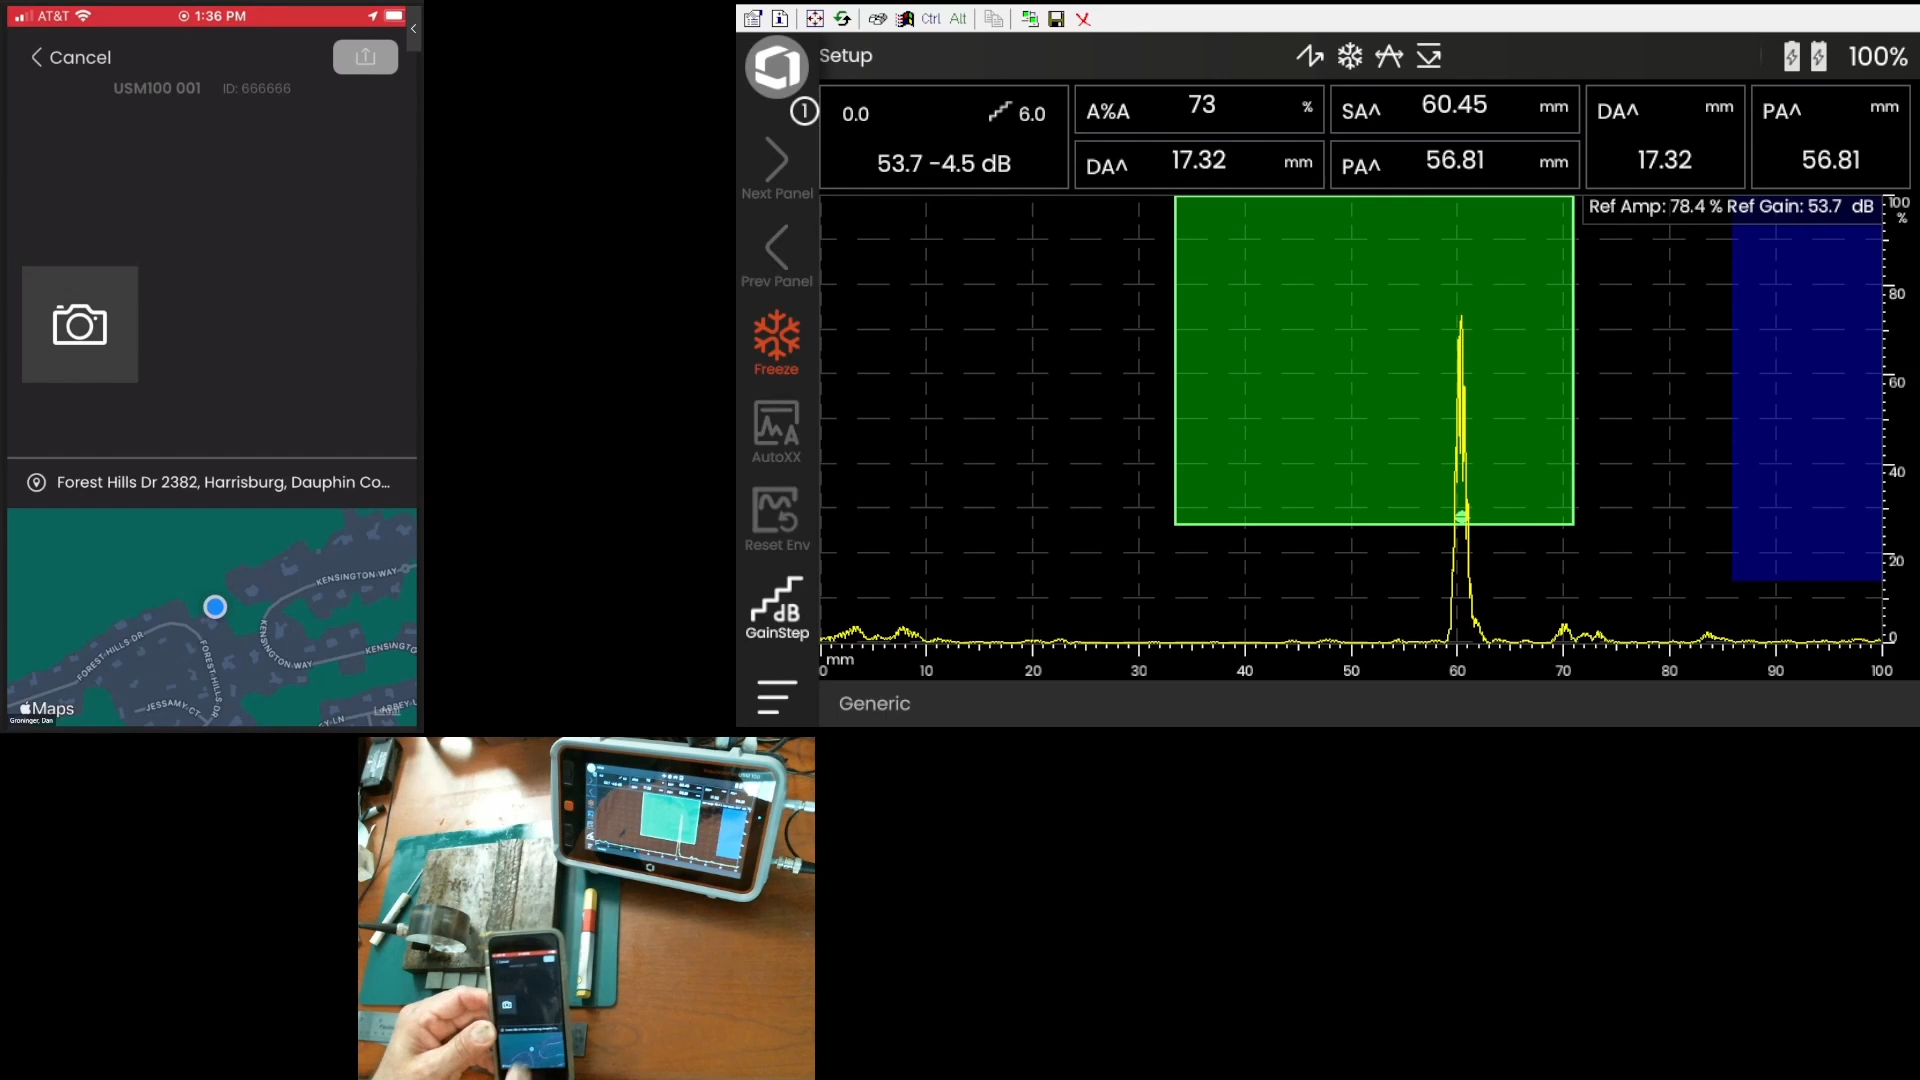 AT&T 1:36 PM
Cancel
USM100 001 ID: 666666
Forest Hills Dr 2382, Harrisburg, Dauphin Co...
KENSINGTON WAY
FOREST-HILLS DR
FOREST HILLS DR
KENSINGTON-WAY
KENSINGTO
JESSAMY CT
Maps
Legal
Groninger, Dan
Ctrl Alt
Setup
100%
1
0.0 6.0
53.7 -4.5 dB
A%A 73 %
SA^ 60.45 mm
DA^ mm
17.32
PA^ mm
56.81
DA^ 17.32 mm
PA^ 56.81 mm
Next Panel
Prev Panel
Freeze
AutoXX
Reset Env
dB
GainStep
Ref Amp: 78.4 % Ref Gain: 53.7 dB
100
%
80
60
40
20
0
mm
0 10 20 30 40 50 60 70 80 90 100
Generic